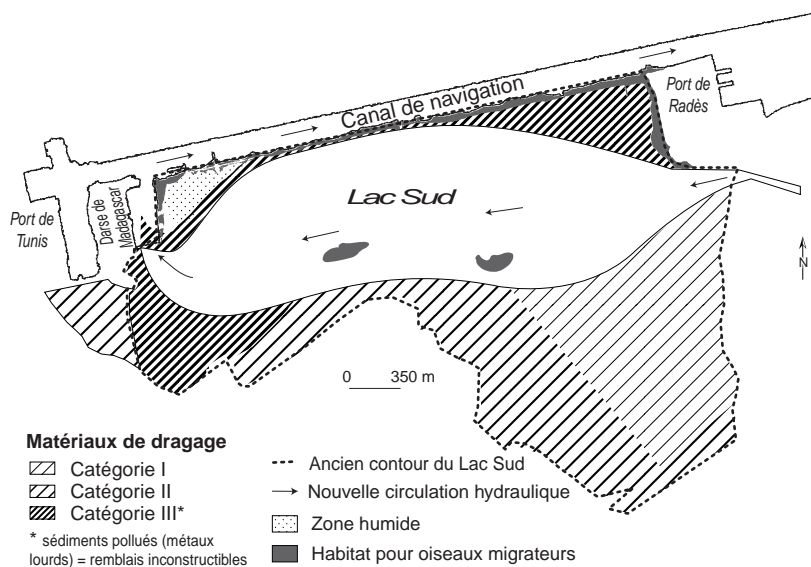 Canal de navigation
Port de
Radès
Port de
Tunis
Darse de
Madagascar
Lac Sud
N
0 350 m
Matériaux de dragage
Catégorie I
Catégorie II
Catégorie III*
* sédiments pollués (métaux
lourds) = remblais inconstructibles
Ancien contour du Lac Sud
Nouvelle circulation hydraulique
Zone humide
Habitat pour oiseaux migrateurs